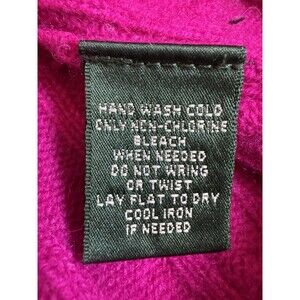 HAND WASH COLD
ONLY NON-CHLORINE
BLEACH
WHEN NEEDED
DO NOT WRING
OR TWIST
LAY FLAT TO DRY
COOL IRON
IF NEEDED